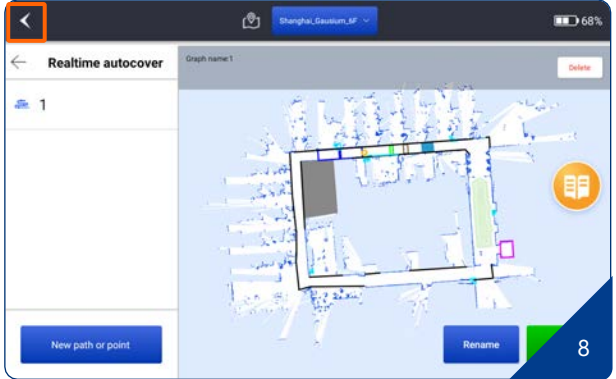 Shanghai_Gausium_6F
68%
Realtime autocover
Graph name:1
Delete
1
New path or point
Rename
8